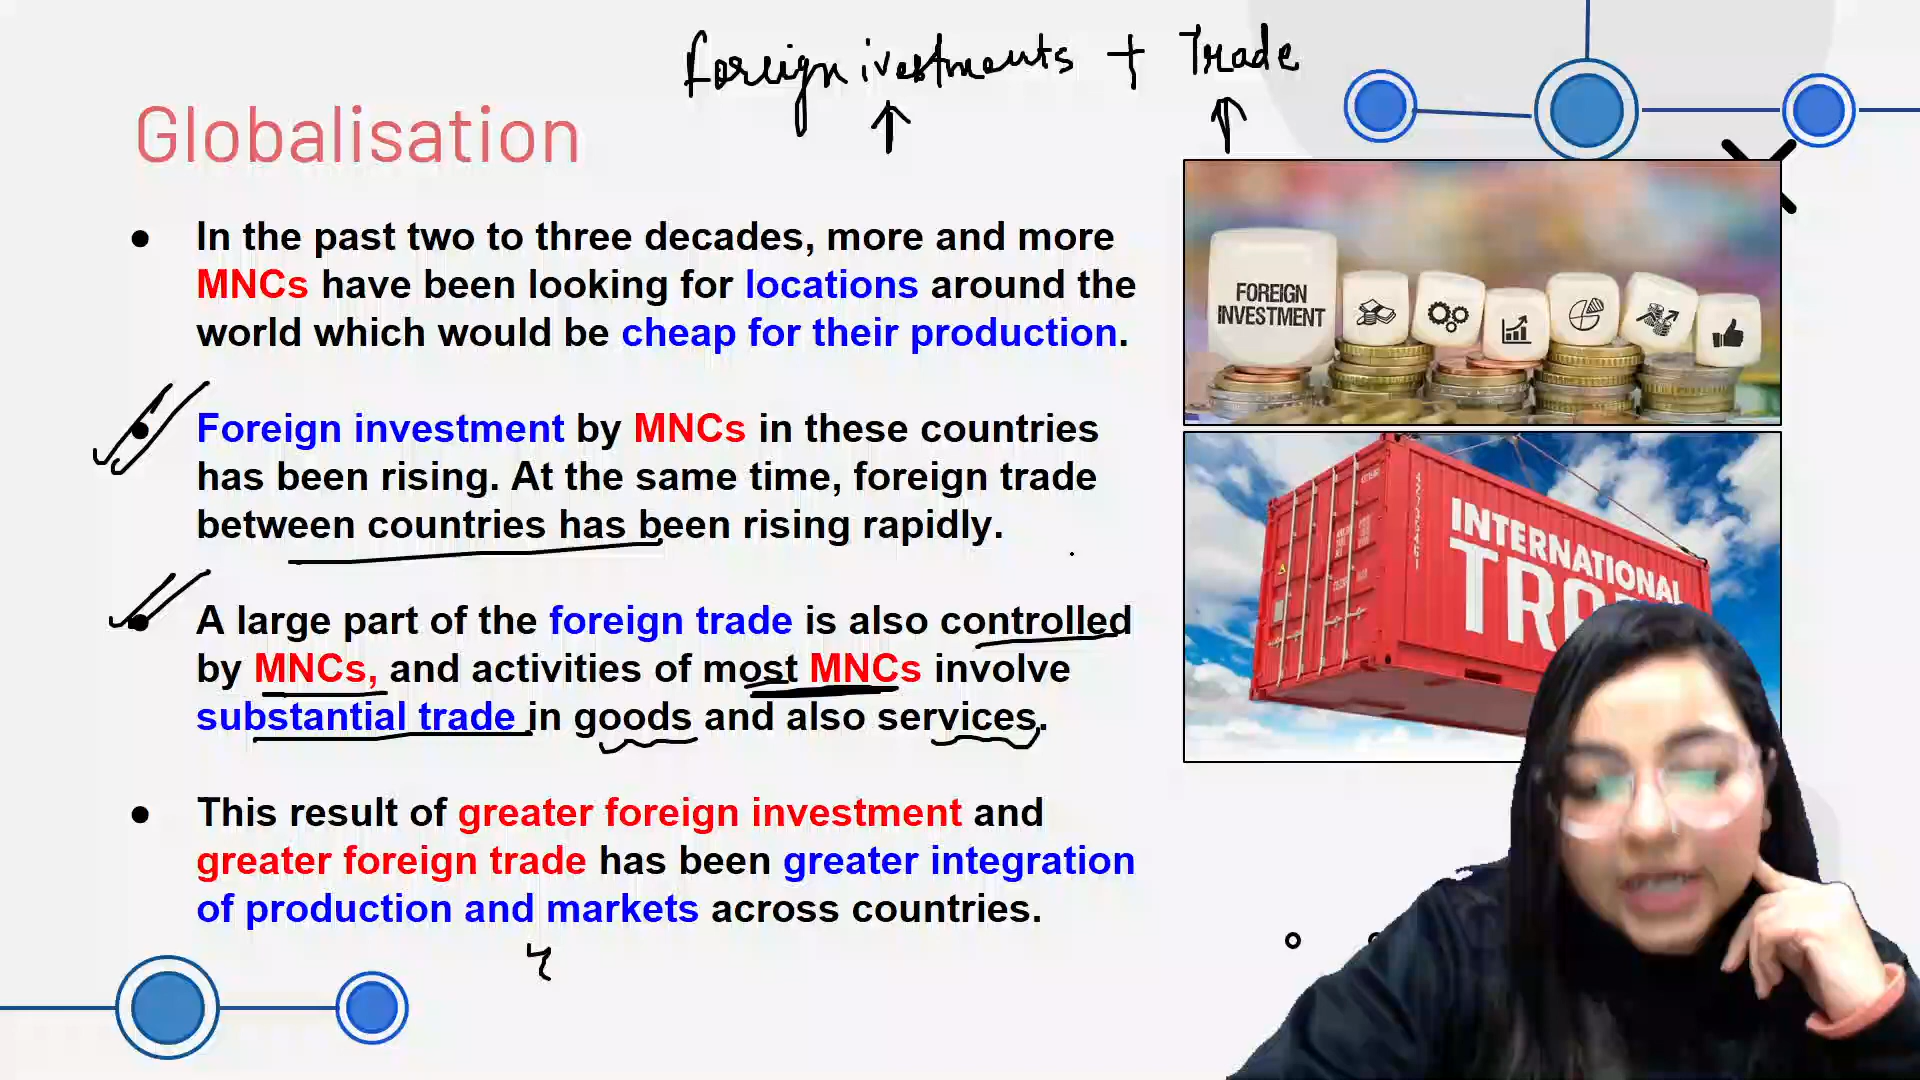 Foreign ivestments + Trade
Globalisation
In the past two to three decades, more and more
MNCs have been looking for locations around the
world which would be cheap for their production.
Foreign investment by MNCs in these countries
has been rising. At the same time, foreign trade
between countries has been rising rapidly.
A large part of the foreign trade is also controlled
by MNCs, and activities of most MNCs involve
substantial trade in goods and also services.
This result of greater foreign investment and
greater foreign trade has been greater integration
of production and markets across countries.
FOREIGN
INVESTMENT
INTERNATIONAL